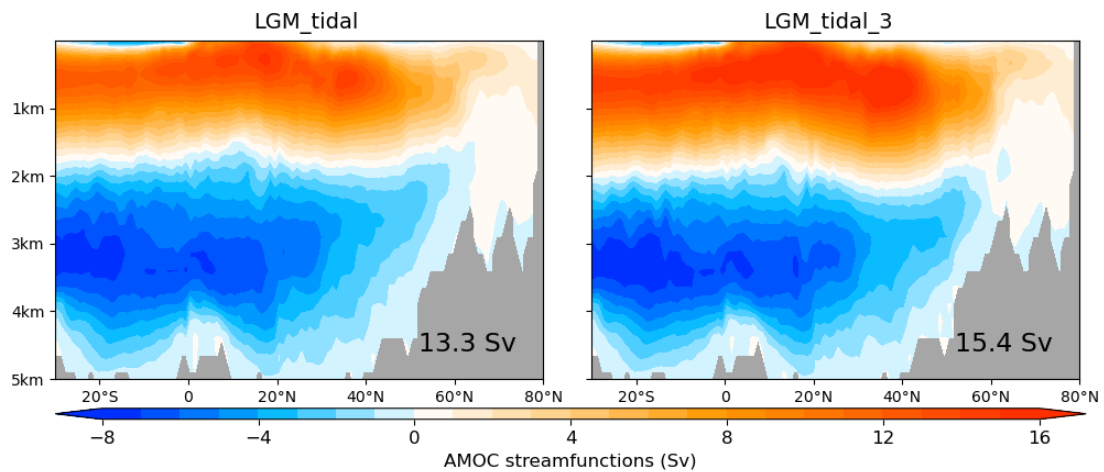 LGM_tidal
LGM_tidal_3
1km
2km
3km
4km
5km
13.3 Sv
15.4 Sv
20°S 0 20°N 40°N 60°N 80°N
20°S 0 20°N 40°N 60°N 80°N
−8 −4 0 4 8 12 16
AMOC streamfunctions (Sv)